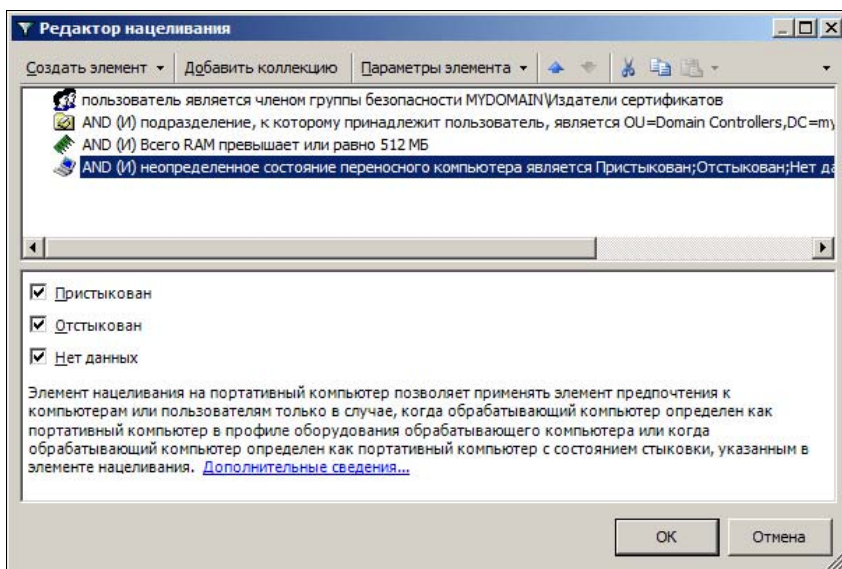 Редактор нацеливания
Создать элемент Добавить коллекцию Параметры элемента
пользователь является членом группы безопасности MYDOMAIN\Издатели сертификатов
AND (И) подразделение, к которому принадлежит пользователь, является OU=Domain Controllers,DC=my
AND (И) Всего RAM превышает или равно 512 МБ
AND (И) неопределенное состояние переносного компьютера является Пристыкован;Отстыкован;Нет да
Пристыкован
Отстыкован
Нет данных
Элемент нацеливания на портативный компьютер позволяет применять элемент предпочтения к
компьютерам или пользователям только в случае, когда обрабатывающий компьютер определен как
портативный компьютер в профиле оборудования обрабатывающего компьютера или когда
обрабатывающий компьютер определен как портативный компьютер с состоянием стыковки, указанным в
элементе нацеливания. Дополнительные сведения...
ОК Отмена